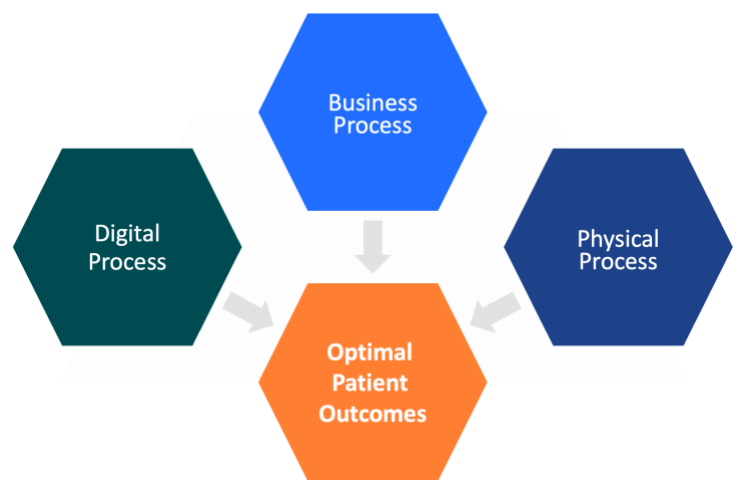 Business
Process
Digital
Process
Physical
Process
Optimal
Patient
Outcomes